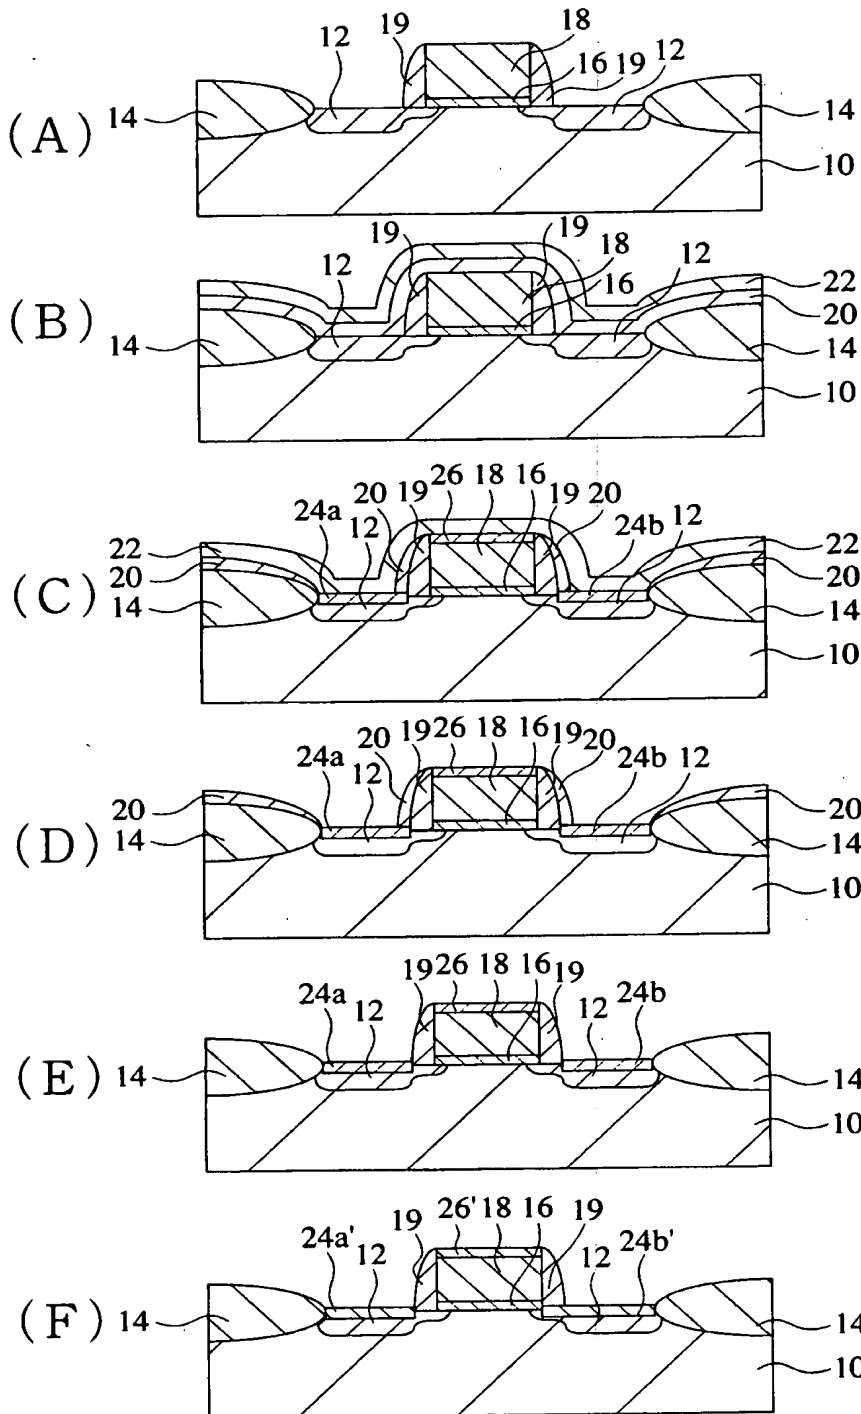 19 18
12 16 19 12
14 14
(A)
10
19 19 18 12
12 16
22
(B) 20
14 14
10
20 19 26 18 16 19 20
24a 12 24b 12
22 22
20 20
(C) 14 14
10
20 19 26 18 16 19 20
24a 12 24b 12
20 20
(D) 14 14
10
19 26 18 16 19
24a 12 12 24b
(E) 14 14
10
19 26' 18 16 19
24a' 12 12 24b'
(F) 14 14
10